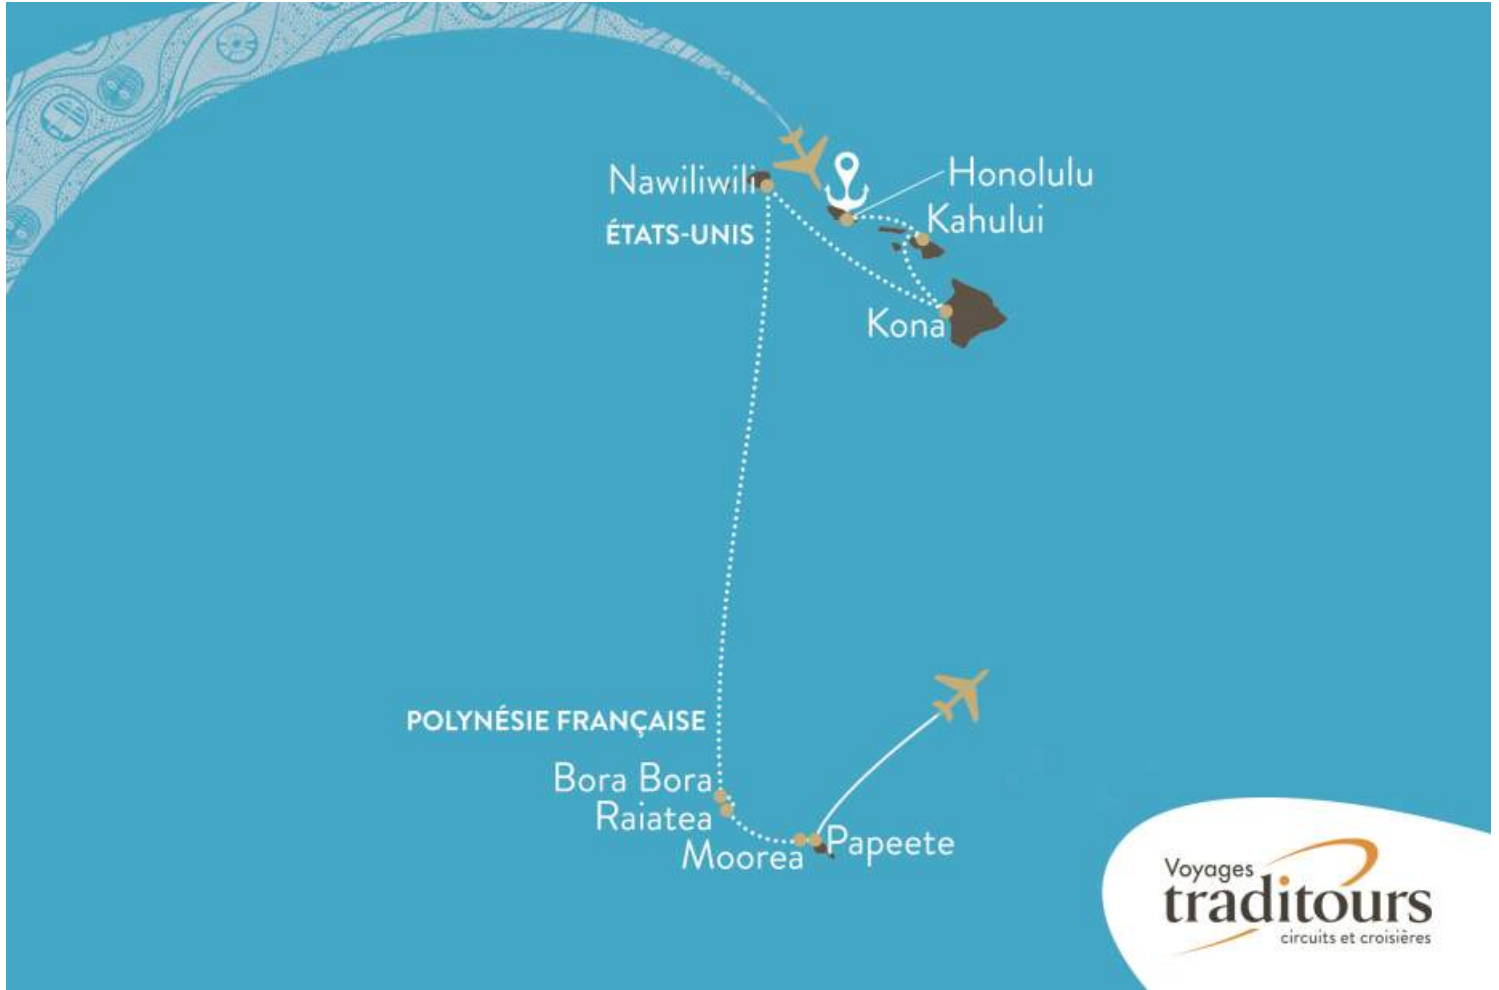 Honolulu
Nawiliwili
Kahului
ÉTATS-UNIS
Kona
POLYNÉSIE FRANÇAISE
Bora Bora
Raiatea
Moorea
Papeete
Voyages
traditours
circuits et croisières